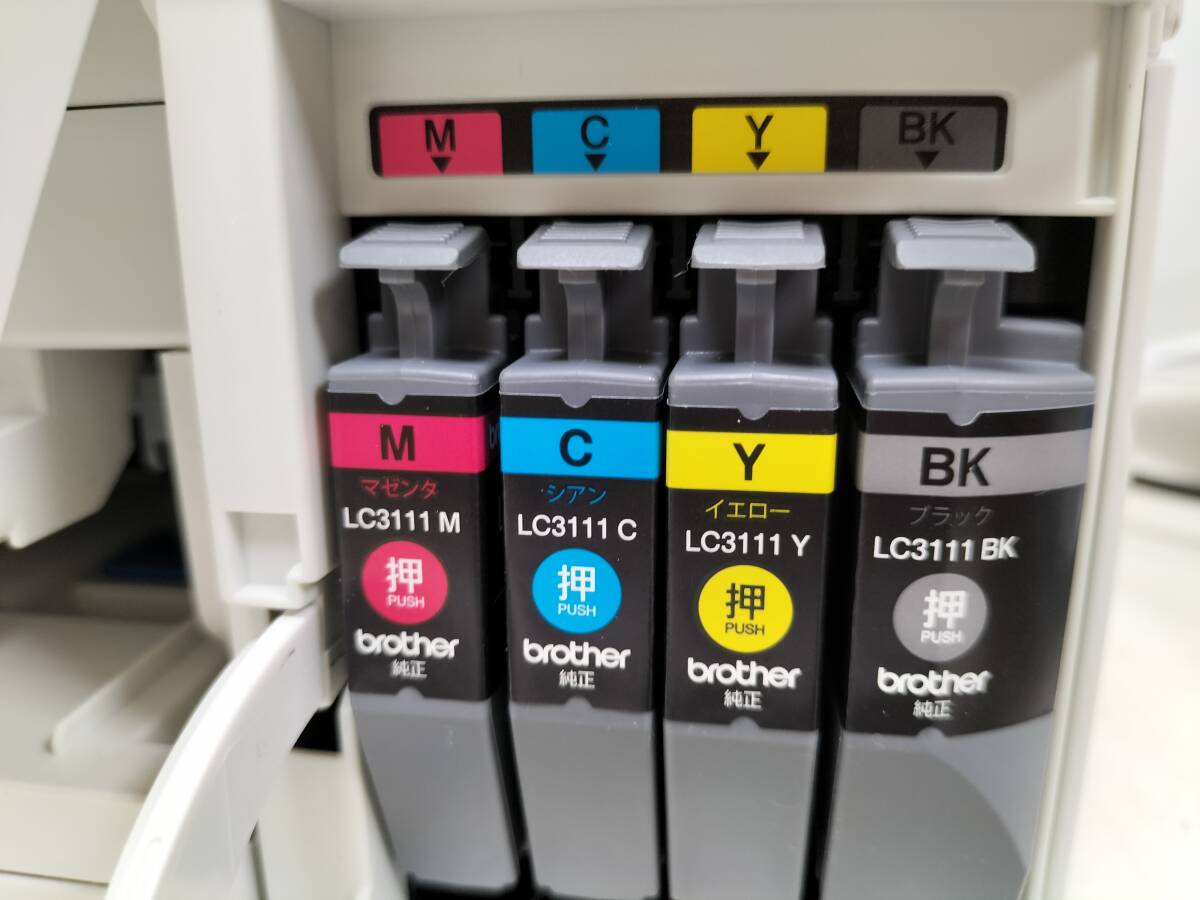 M
C
Y
BK
M
マゼンタ
LC3111 M
押
PUSH
brother
純正
C
シアン
LC3111 C
押
PUSH
brother
純正
Y
イエロー
LC3111 Y
押
PUSH
brother
純正
BK
ブラック
LC3111 BK
押
PUSH
brother
純正